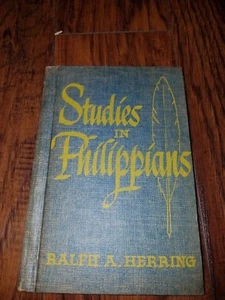 Studies
IN
Philippians
RALPH A. HERRING